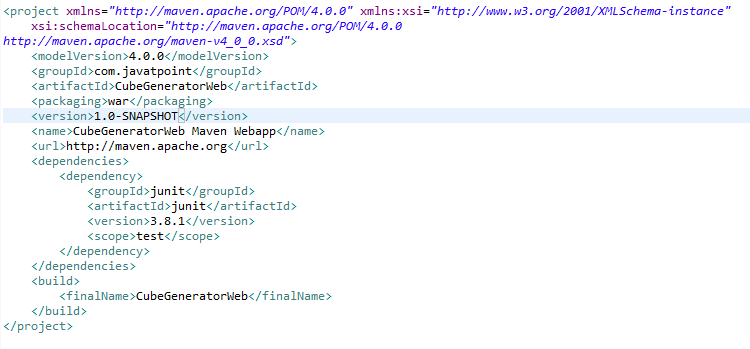 <project xmlns="http://maven.apache.org/POM/4.0.0" xmlns:xsi="http://www.w3.org/2001/XMLSchema-instance"
    xsi:schemaLocation="http://maven.apache.org/POM/4.0.0
http://maven.apache.org/maven-v4_0_0.xsd">
    <modelVersion>4.0.0</modelVersion>
    <groupId>com.javatpoint</groupId>
    <artifactId>CubeGeneratorWeb</artifactId>
    <packaging>war</packaging>
    <version>1.0-SNAPSHOT</version>
    <name>CubeGeneratorWeb Maven Webapp</name>
    <url>http://maven.apache.org</url>
    <dependencies>
        <dependency>
            <groupId>junit</groupId>
            <artifactId>junit</artifactId>
            <version>3.8.1</version>
            <scope>test</scope>
        </dependency>
    </dependencies>
    <build>
        <finalName>CubeGeneratorWeb</finalName>
    </build>
</project>